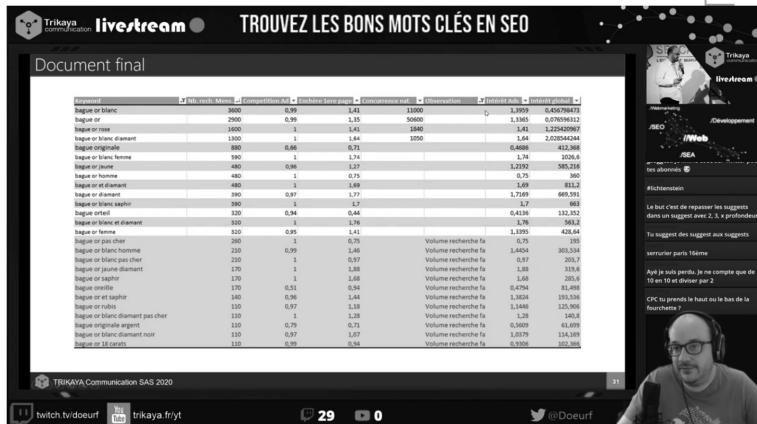 Trikaya
communication
livestream
TROUVEZ LES BONS MOTS CLÉS EN SEO
Document final
Keyword Nb. rech. Mens. Competition Ad Enchère 1ere page Concurrence nat. Observation Intérêt Ads Intérêt global
bague or blanc 3600 0,99 1,41 11000 1,3959 0,456798473
bague or 2900 0,99 1,35 50600 1,3365 0,076596312
bague or rose 1600 1 1,41 1840 1,41 1,225420967
bague or blanc diamant 1300 1 1,64 1050 1,64 2,028544244
bague originale 880 0,66 0,71 0,4686 412,368
bague or blanc femme 590 1 1,74 1,74 1026,6
bague or jaune 480 0,96 1,27 1,2192 585,216
bague or homme 480 1 0,75 0,75 360
bague or et diamant 480 1 1,69 1,69 811,2
bague or diamant 390 0,97 1,77 1,7169 669,591
bague or blanc saphir 390 1 1,7 1,7 663
bague orteil 320 0,94 0,44 0,4136 132,352
bague or blanc et diamant 320 1 1,76 1,76 563,2
bague or femme 320 0,95 1,41 1,3395 428,64
bague or pas cher 260 1 0,75 Volume recherche fa 0,75 195
bague or blanc homme 210 0,99 1,46 Volume recherche fa 1,4454 303,534
bague or blanc pas cher 210 1 0,97 Volume recherche fa 0,97 203,7
bague or jaune diamant 170 1 1,88 Volume recherche fa 1,88 319,6
bague or saphir 170 1 1,68 Volume recherche fa 1,68 285,6
bague oreille 170 0,51 0,94 Volume recherche fa 0,4794 81,498
bague or et saphir 140 0,96 1,44 Volume recherche fa 1,3824 193,536
bague or rubis 110 0,97 1,18 Volume recherche fa 1,1446 125,906
bague or blanc diamant pas cher 110 1 1,28 Volume recherche fa 1,28 140,8
bague originale argent 110 0,79 0,71 Volume recherche fa 0,5609 61,699
bague or blanc diamant noir 110 0,97 1,07 Volume recherche fa 1,0379 114,169
bague or 18 carats 110 0,99 0,94 Volume recherche fa 0,9306 102,366
TRIKAYA Communication SAS 2020
31
Trikaya
communication
livestream
/Webmarketing
/Développement
/SEO
/Web
/SEA
tes abonnés
#lichtenstein
Le but c'est de repasser les suggests
dans un suggest avec 2, 3, x profondeur
Tu suggest des suggest aux suggests
serrurier paris 16ème
Ayé je suis perdu. Je ne compte que de
10 en 10 et diviser par 2
CPC tu prends le haut ou le bas de la
fourchette ?
twitch.tv/doeurf
You
Tube
trikaya.fr/yt
29
0
@Doeurf